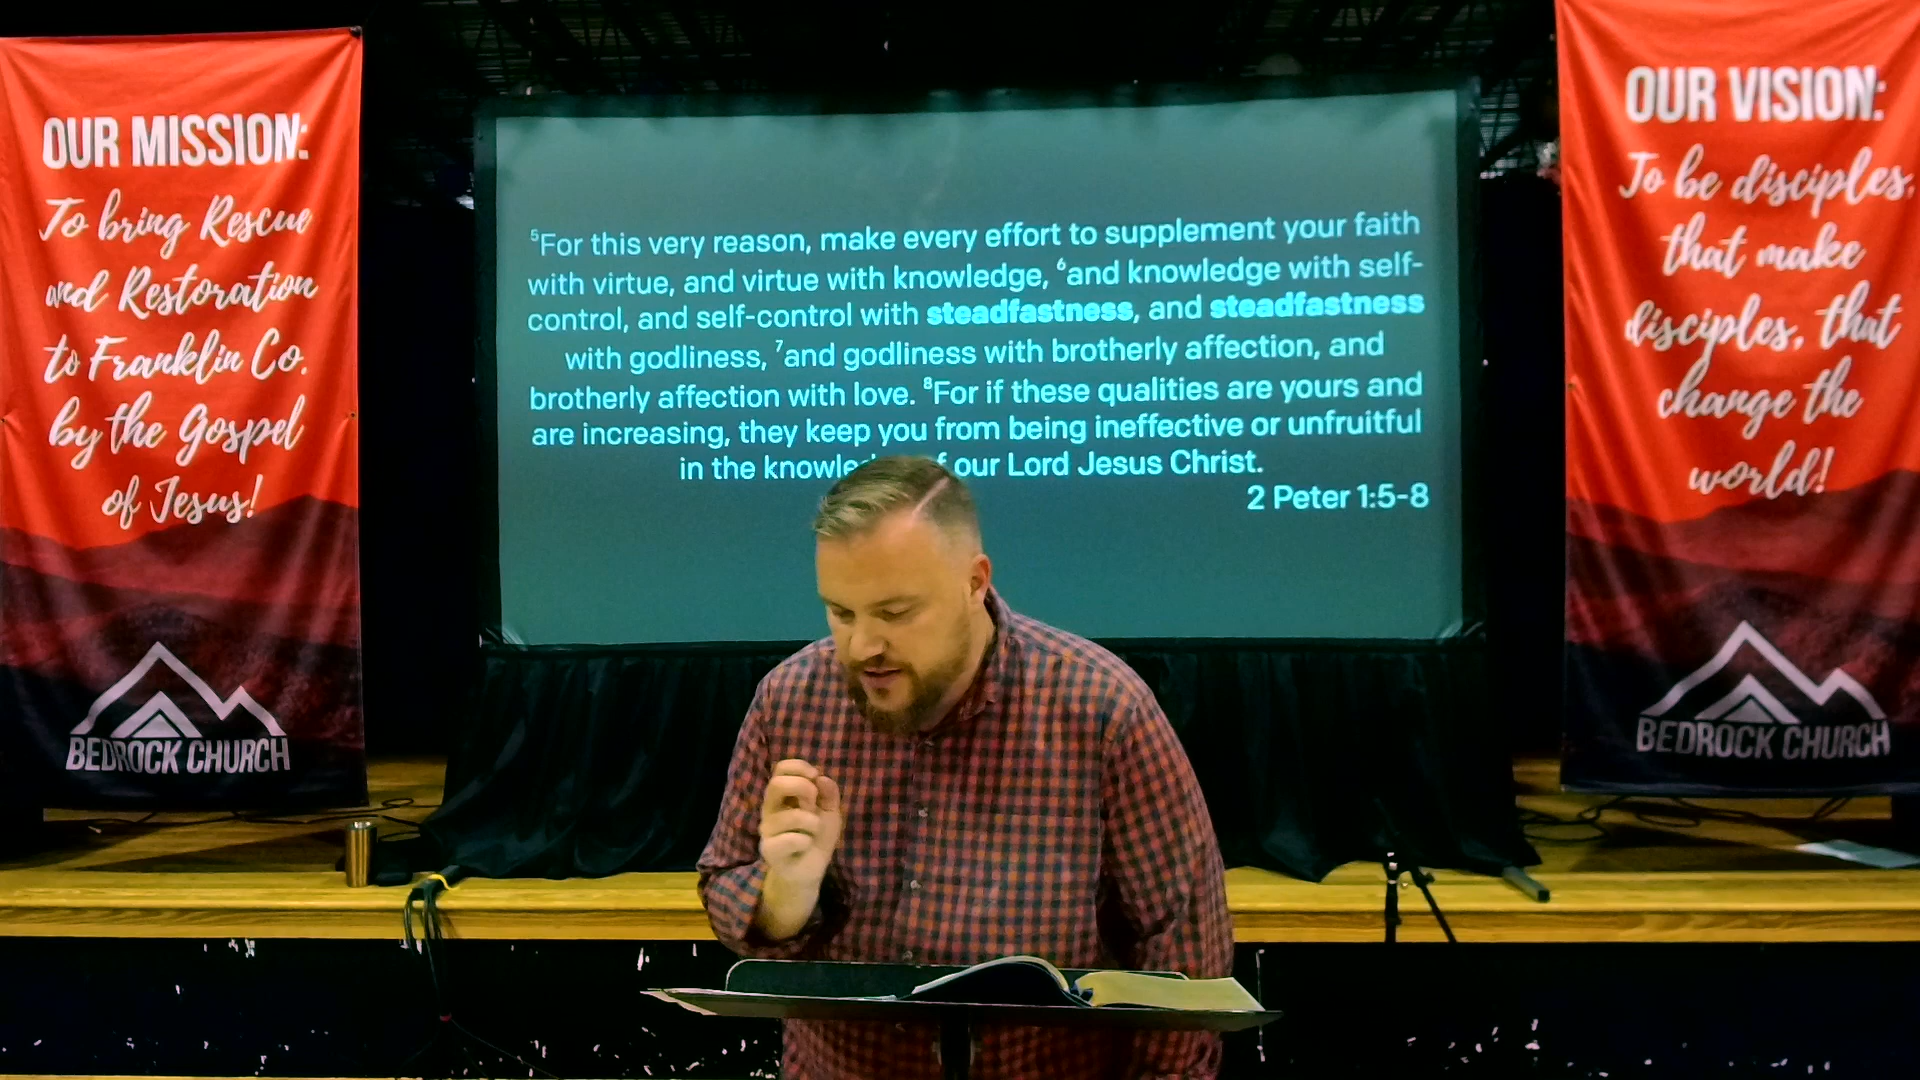 OUR MISSION:
To bring Rescue
and Restoration
to Franklin Co.
by the Gospel
of Jesus!
BEDROCK CHURCH
⁵For this very reason, make every effort to supplement your faith
with virtue, and virtue with knowledge, ⁶and knowledge with self-
control, and self-control with steadfastness, and steadfastness
with godliness, ⁷and godliness with brotherly affection, and
brotherly affection with love. ⁸For if these qualities are yours and
are increasing, they keep you from being ineffective or unfruitful
in the our Lord Jesus Christ.
2 Peter 1:5-8
OUR VISION:
To be disciples,
that make
disciples, that
change the
world!
BEDROCK CHURCH